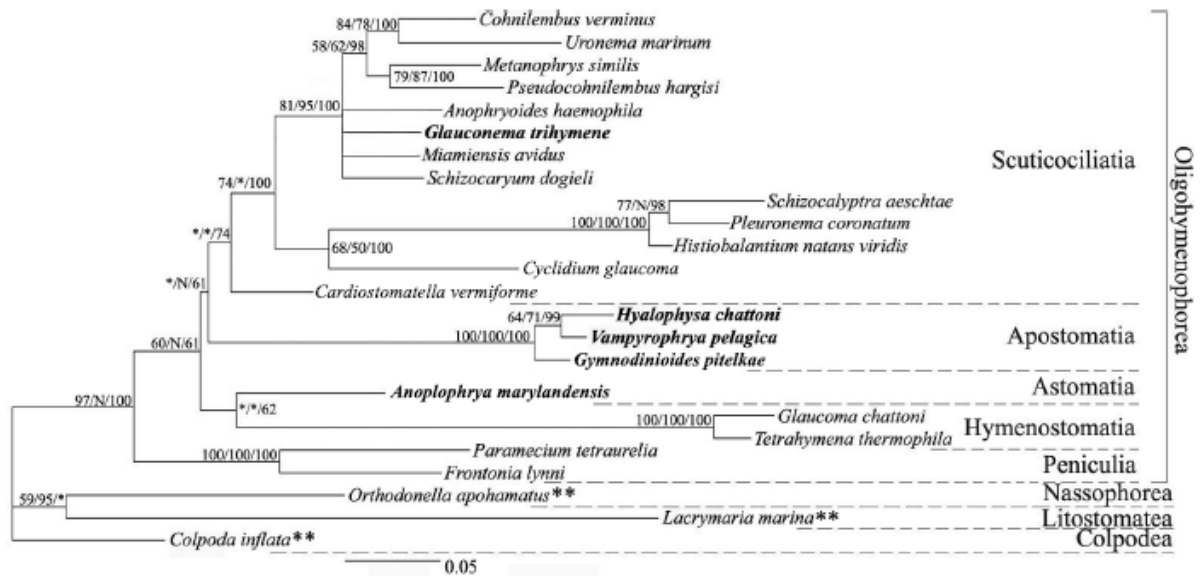 Cohnilembus verminus
84/78/100
Uronema marinum
58/62/98
Metanophrys similis
79/87/100
Pseudocohnilembus hargisi
81/95/100
Anophryoides haemophila
Glauconema trihymene
Miamiensis avidus
Scuticociliatia
Schizocaryum dogieli
74/*/100
77/N/98
Schizocalyptra aeschtae
100/100/100
Pleuronema coronatum
*/*/74
68/50/100
Histiobalantium natans viridis
Cyclidium glaucoma
*/N/61
Cardiostomatella vermiforme
Oligohymenophorea
64/71/99
Hyalophysa chattoni
100/100/100
Vampyrophrya pelagica
Apostomatia
60/N/61
Gymnodinioides pitelkae
Anoplophrya marylandensis
Astomatia
97/N/100
*/*/62
100/100/100
Glaucoma chattoni
Tetrahymena thermophila
Hymenostomatia
100/100/100
Paramecium tetraurelia
Frontonia lynni
Peniculia
59/95/*
Orthodonella apohamatus**
Nassophorea
Lacrymaria marina**
Litostomatea
Colpoda inflata**
Colpodea
0.05